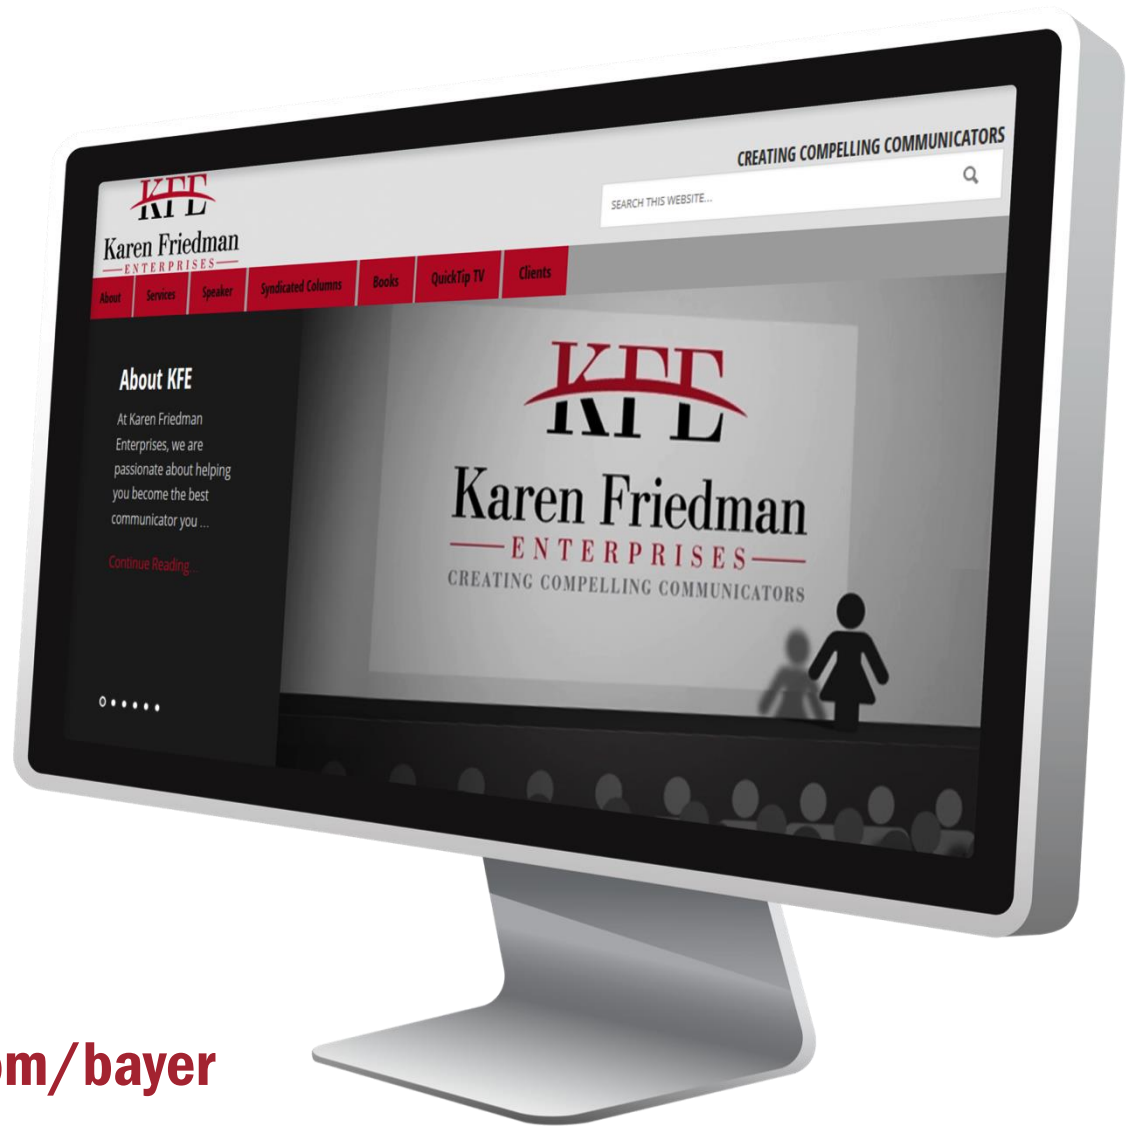 CREATING COMPELLING COMMUNICATORS
KFE
SEARCH THIS WEBSITE...
Karen Friedman
ENTERPRISES
About Services Speaker Syndicated Columns Books QuickTip TV Clients
About KFE
At Karen Friedman
Enterprises, we are
passionate about helping
you become the best
communicator you ...
Continue Reading...
KFE
Karen Friedman
ENTERPRISES
CREATING COMPELLING COMMUNICATORS
om/bayer